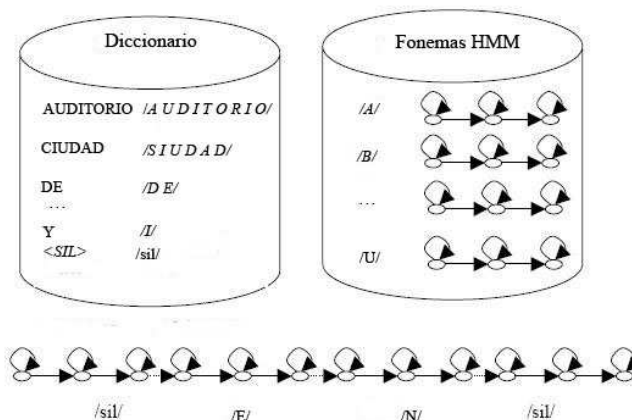 Diccionario
AUDITORIO /A U D I T O R I O/
CIUDAD /S I U D A D/
DE /D E/
...
Y /I/
<SIL> /sil/
....
Fonemas HMM
/A/
/B/
...
/U/
/sil/ /E/ /N/ /sil/